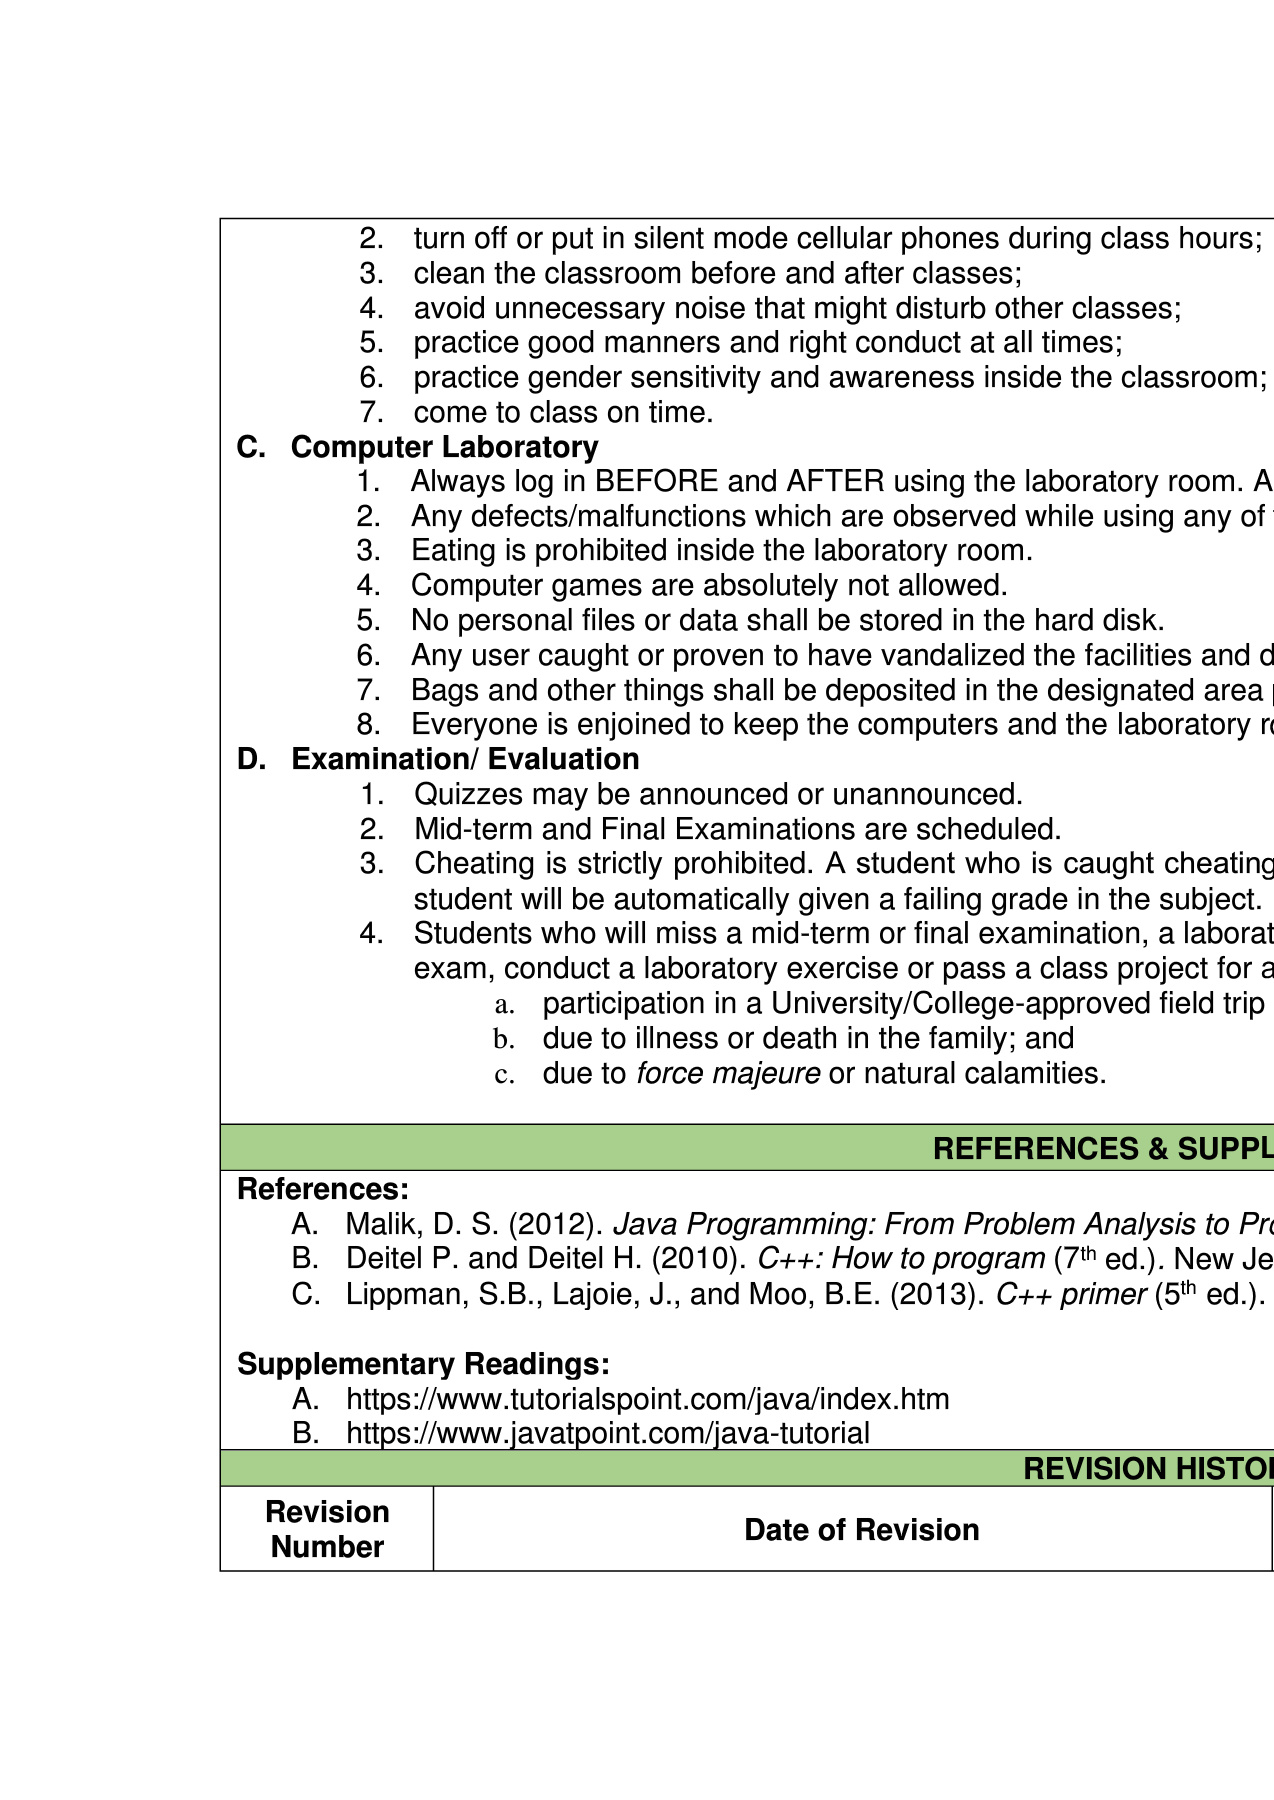 2. turn off or put in silent mode cellular phones during class hours;
3. clean the classroom before and after classes;
4. avoid unnecessary noise that might disturb other classes;
5. practice good manners and right conduct at all times;
6. practice gender sensitivity and awareness inside the classroom;
7. come to class on time.
C. Computer Laboratory
1. Always log in BEFORE and AFTER using the laboratory room. A
2. Any defects/malfunctions which are observed while using any of
3. Eating is prohibited inside the laboratory room.
4. Computer games are absolutely not allowed.
5. No personal files or data shall be stored in the hard disk.
6. Any user caught or proven to have vandalized the facilities and d
7. Bags and other things shall be deposited in the designated area
8. Everyone is enjoined to keep the computers and the laboratory
D. Examination/ Evaluation
1. Quizzes may be announced or unannounced.
2. Mid-term and Final Examinations are scheduled.
3. Cheating is strictly prohibited. A student who is caught cheating
student will be automatically given a failing grade in the subject.
4. Students who will miss a mid-term or final examination, a laborat
exam, conduct a laboratory exercise or pass a class project for a
a. participation in a University/College-approved field trip
b. due to illness or death in the family; and
c. due to force majeure or natural calamities.
REFERENCES & SUPPL
References:
A. Malik, D. S. (2012). Java Programming: From Problem Analysis to Pro
B. Deitel P. and Deitel H. (2010). C++: How to program (7th ed.). New Je
C. Lippman, S.B., Lajoie, J., and Moo, B.E. (2013). C++ primer (5th ed.).
Supplementary Readings:
A. https://www.tutorialspoint.com/java/index.htm
B. https://www.javatpoint.com/java-tutorial
REVISION HISTO
Revision
Number
Date of Revision